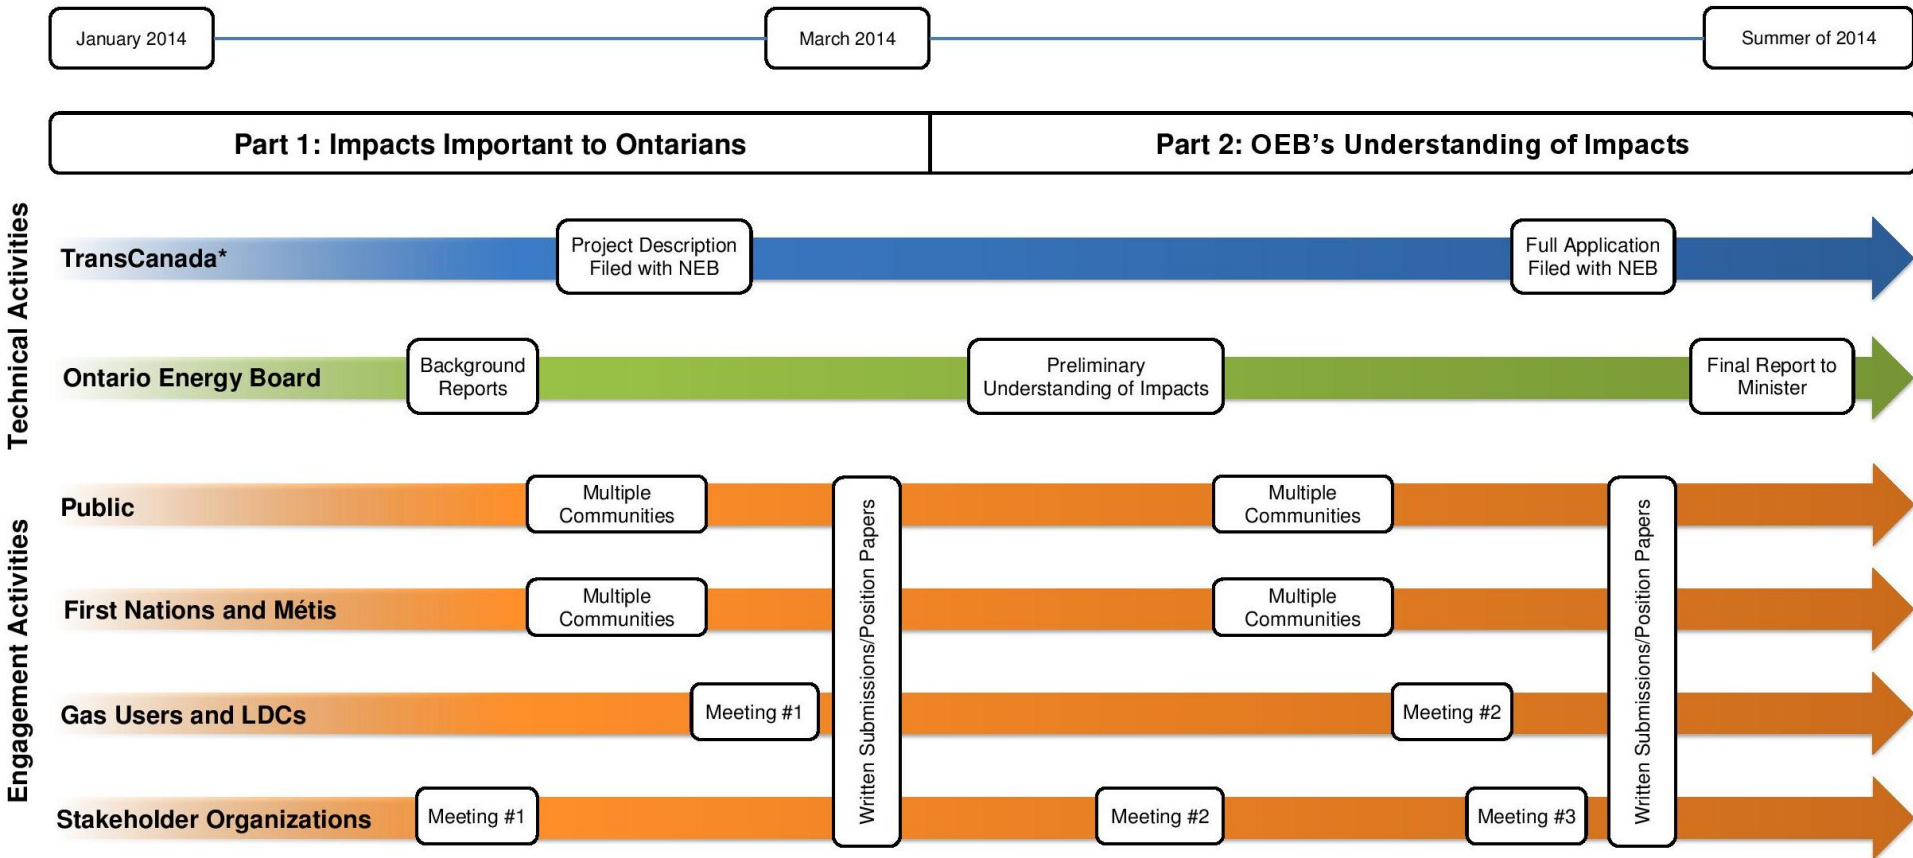 January 2014
March 2014
Summer of 2014
Part 1: Impacts Important to Ontarians
Part 2: OEB’s Understanding of Impacts
Technical Activities
TransCanada*
Project Description
Filed with NEB
Full Application
Filed with NEB
Ontario Energy Board
Background
Reports
Preliminary
Understanding of Impacts
Final Report to
Minister
Engagement Activities
Public
Multiple
Communities
Written Submissions/Position Papers
Multiple
Communities
Written Submissions/Position Papers
First Nations and Métis
Multiple
Communities
Multiple
Communities
Gas Users and LDCs
Meeting #1
Meeting #2
Stakeholder Organizations
Meeting #1
Meeting #2
Meeting #3